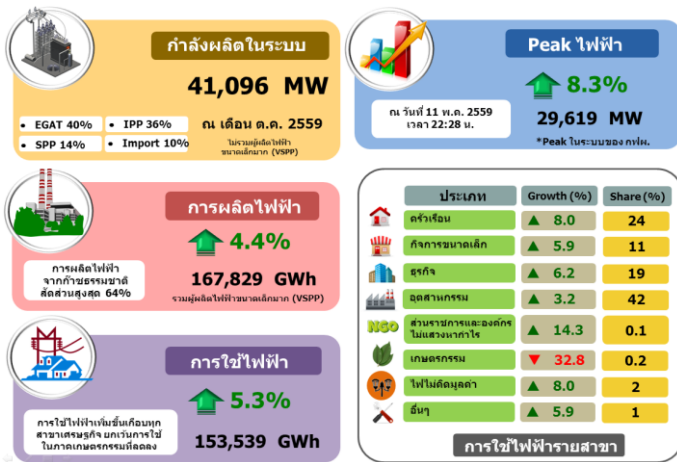 กำลังผลิตในระบบ
41,096 MW
• EGAT 40%
• IPP 36%
• SPP 14%
• Import 10%
ณ เดือน ต.ค. 2559
ไม่รวมผู้ผลิตไฟฟ้า
ขนาดเล็กมาก (VSPP)
Peak ไฟฟ้า
8.3%
ณ วันที่ 11 พ.ค. 2559
เวลา 22:28 น.
29,619 MW
*Peak ในระบบของ กฟผ.
การผลิตไฟฟ้า
4.4%
การผลิตไฟฟ้า
จากก๊าซธรรมชาติ
สัดส่วนสูงสุด 64%
167,829 GWh
รวมผู้ผลิตไฟฟ้าขนาดเล็กมาก (VSPP)
การใช้ไฟฟ้า
5.3%
การใช้ไฟฟ้าเพิ่มขึ้นเกือบทุก
สาขาเศรษฐกิจ ยกเว้นการใช้
ในภาคเกษตรกรรมที่ลดลง
153,539 GWh
ประเภท Growth (%) Share (%)
ครัวเรือน ▲ 8.0 24
กิจการขนาดเล็ก ▲ 5.9 11
ธุรกิจ ▲ 6.2 19
อุตสาหกรรม ▲ 3.2 42
NGO ส่วนราชการและองค์กร
ไม่แสวงหากำไร ▲ 14.3 0.1
เกษตรกรรม ▼ 32.8 0.2
ไฟไม่คิดมูลค่า ▲ 8.0 2
อื่นๆ ▲ 5.9 1
การใช้ไฟฟ้ารายสาขา